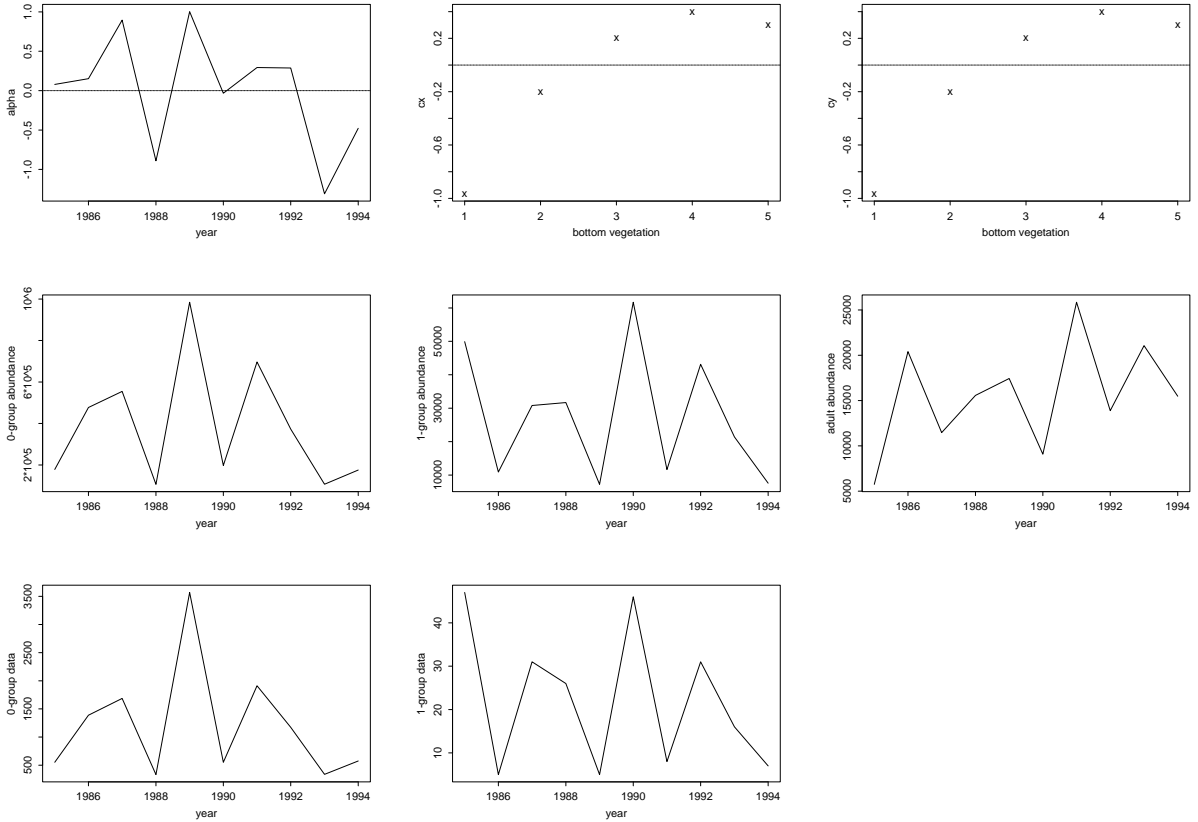 alpha
1.0
0.5
0.0
-0.5
-1.0
1986 1988 1990 1992 1994
year
cx
0.2
-0.2
-0.6
-1.0
x x x x x
1 2 3 4 5
bottom vegetation
cy
0.2
-0.2
-0.6
-1.0
x x x x x
1 2 3 4 5
bottom vegetation
0-group abundance
10^6
6*10^5
2*10^5
1986 1988 1990 1992 1994
year
1-group abundance
50000
30000
10000
1986 1988 1990 1992 1994
year
adult abundance
25000
20000
15000
10000
5000
1986 1988 1990 1992 1994
year
0-group data
3500
2500
1500
500
1986 1988 1990 1992 1994
year
1-group data
40
30
20
10
1986 1988 1990 1992 1994
year